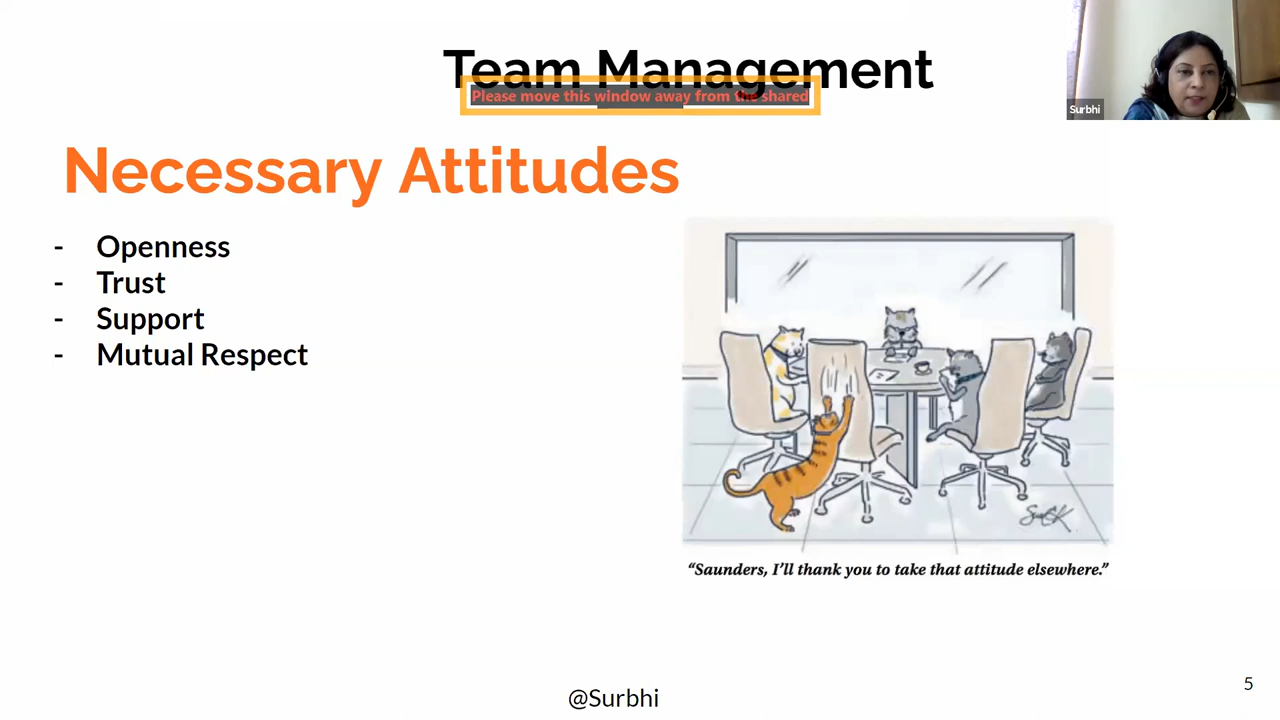 Team Management
Please move this window away from the shared
Surbhi
Necessary Attitudes
- Openness
- Trust
- Support
- Mutual Respect
“Saunders, I’ll thank you to take that attitude elsewhere.”
@Surbhi
5